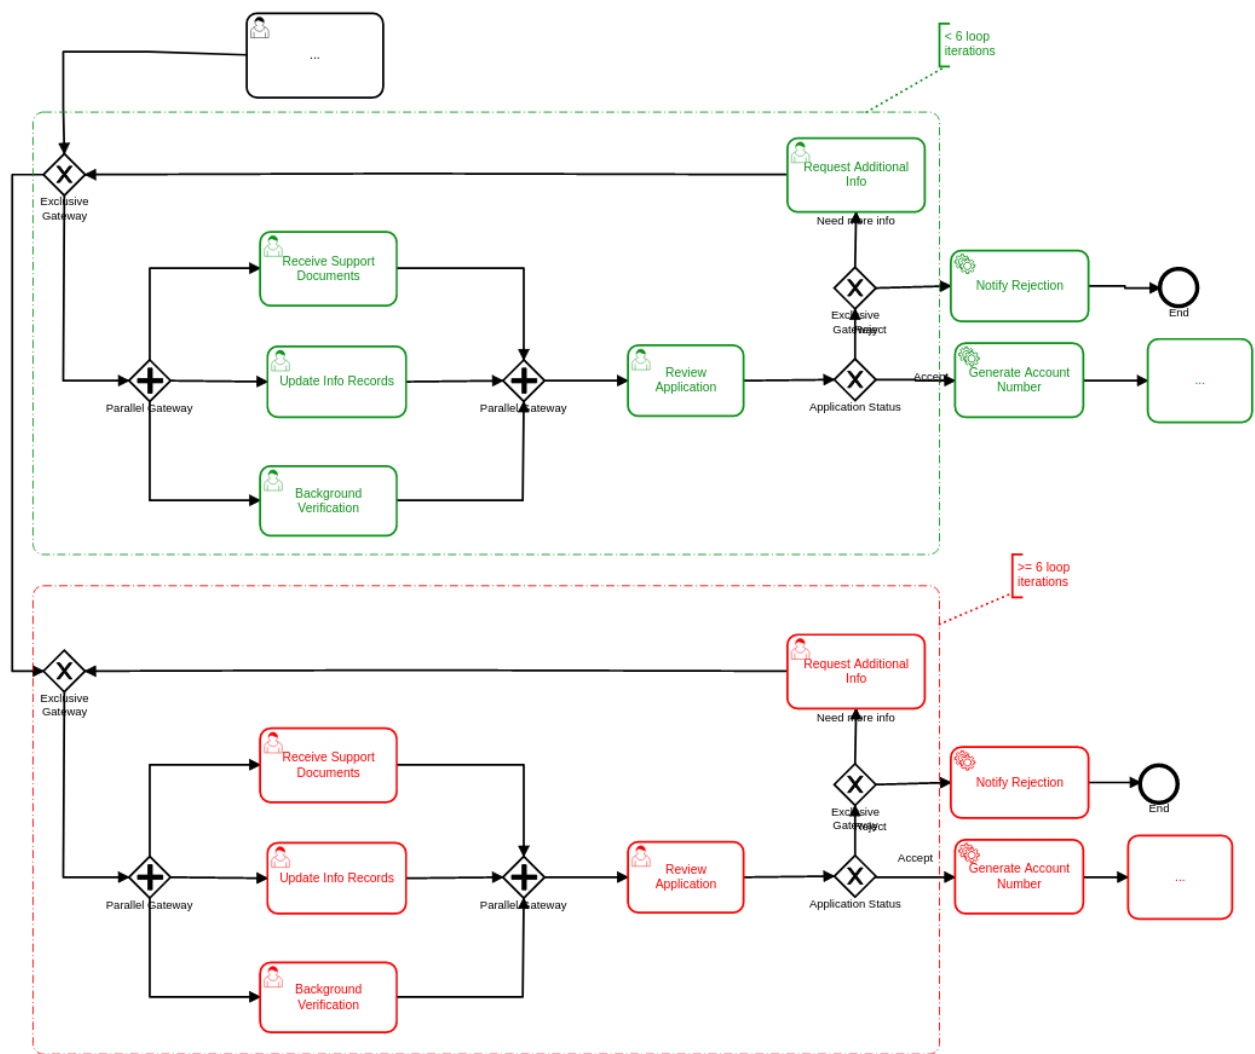 ...
< 6 loop
iterations
Request Additional
Info
Exclusive
Gateway
Need more info
Receive Support
Documents
Notify Rejection
End
Exclusive
Gateway
Reject
Update Info Records
Review
Application
Accept
Generate Account
Number
...
Parallel Gateway
Parallel Gateway
Application Status
Background
Verification
>= 6 loop
iterations
Request Additional
Info
Exclusive
Gateway
Need more info
Receive Support
Documents
Notify Rejection
End
Exclusive
Gateway
Reject
Accept
Update Info Records
Review
Application
Generate Account
Number
...
Parallel Gateway
Parallel Gateway
Application Status
Background
Verification